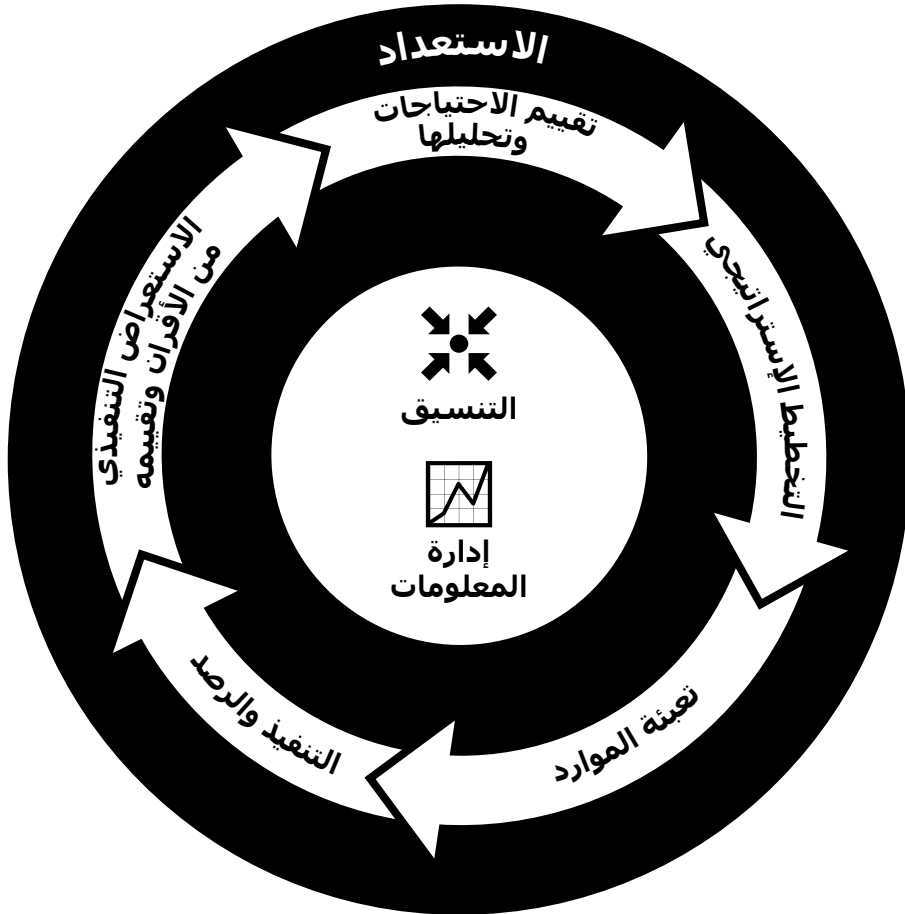 الاستعداد
تقييم الاحتياجات
وتحليلها
التخطيط الإستراتيجي
تعبئة الموارد
التنفيذ والرصد
الاستعراض التنفيذي
من الأقران وتقييمه
التنسيق
إدارة
المعلومات